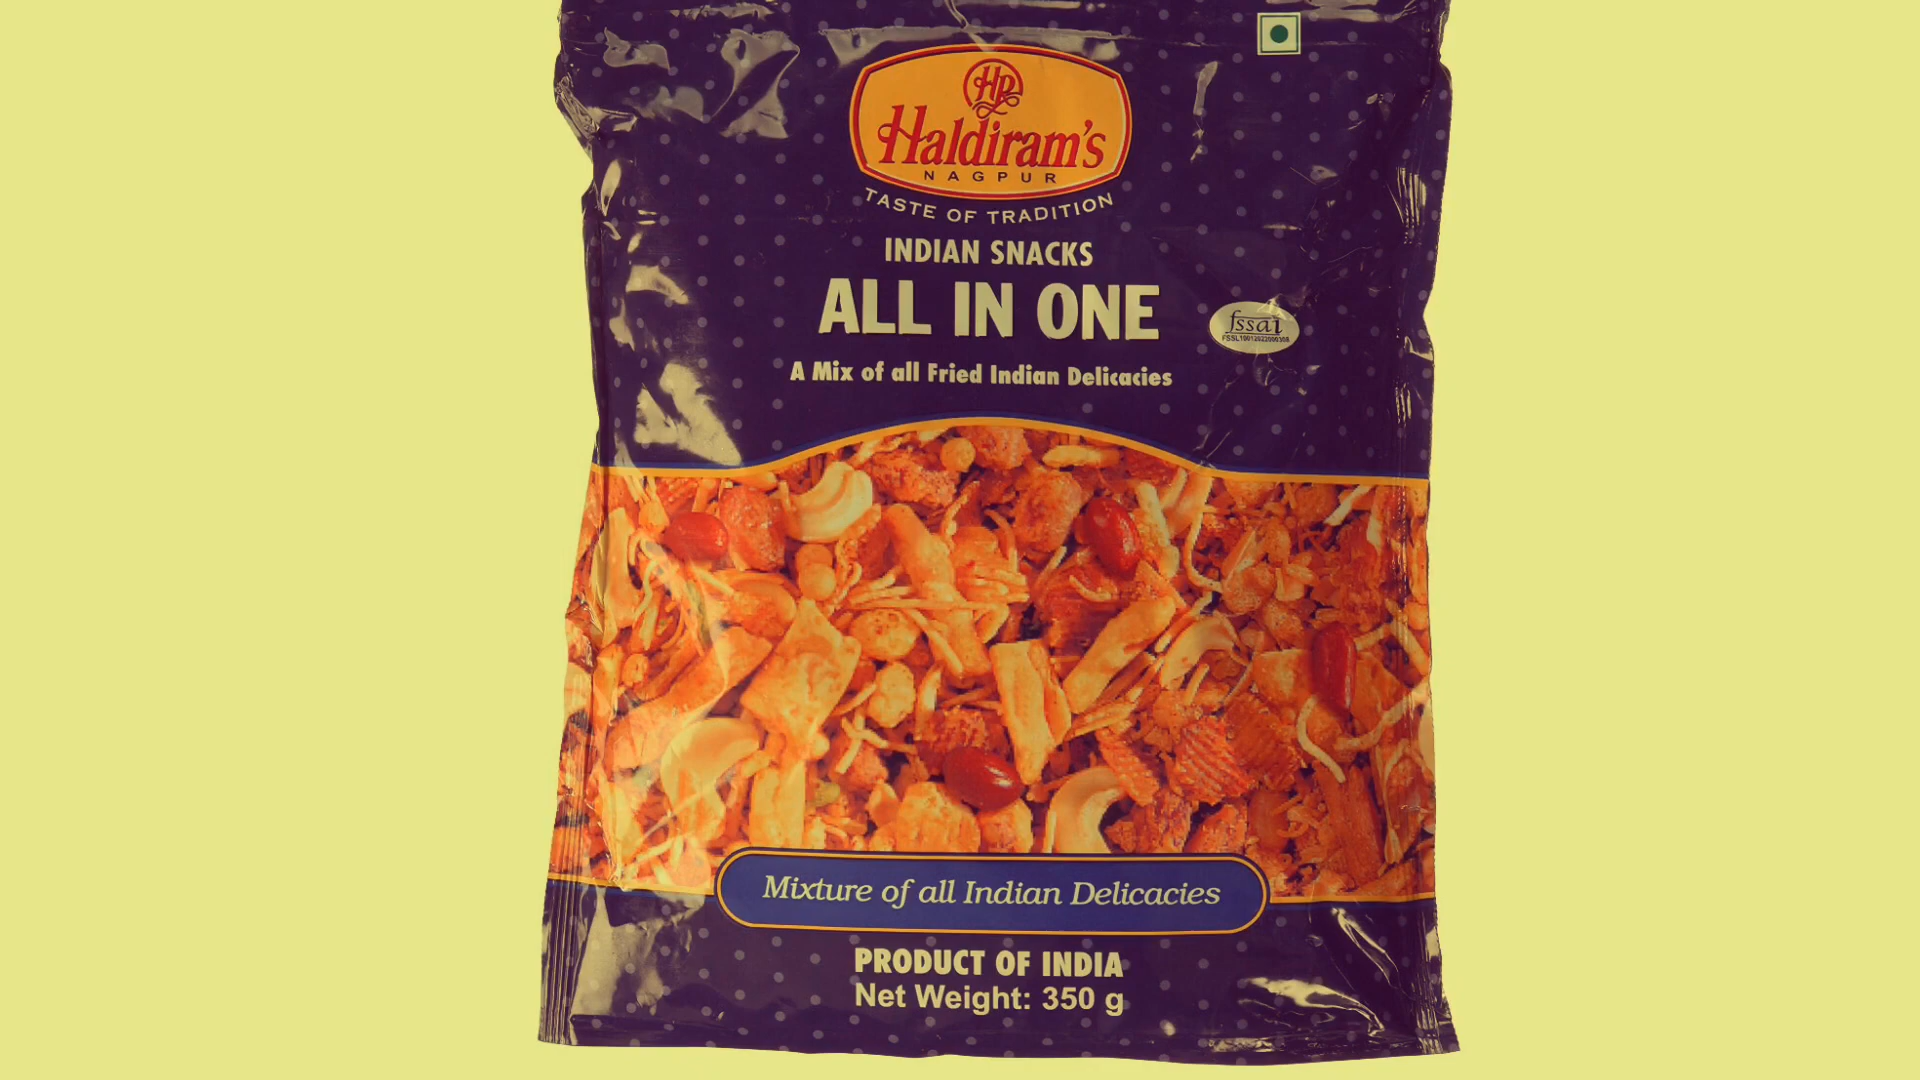 HR
Haldiram's
NAGPUR
TASTE OF TRADITION
INDIAN SNACKS
ALL IN ONE
fssai
A Mix of all Fried Indian Delicacies
Mixture of all Indian Delicacies
PRODUCT OF INDIA
Net Weight: 350 g